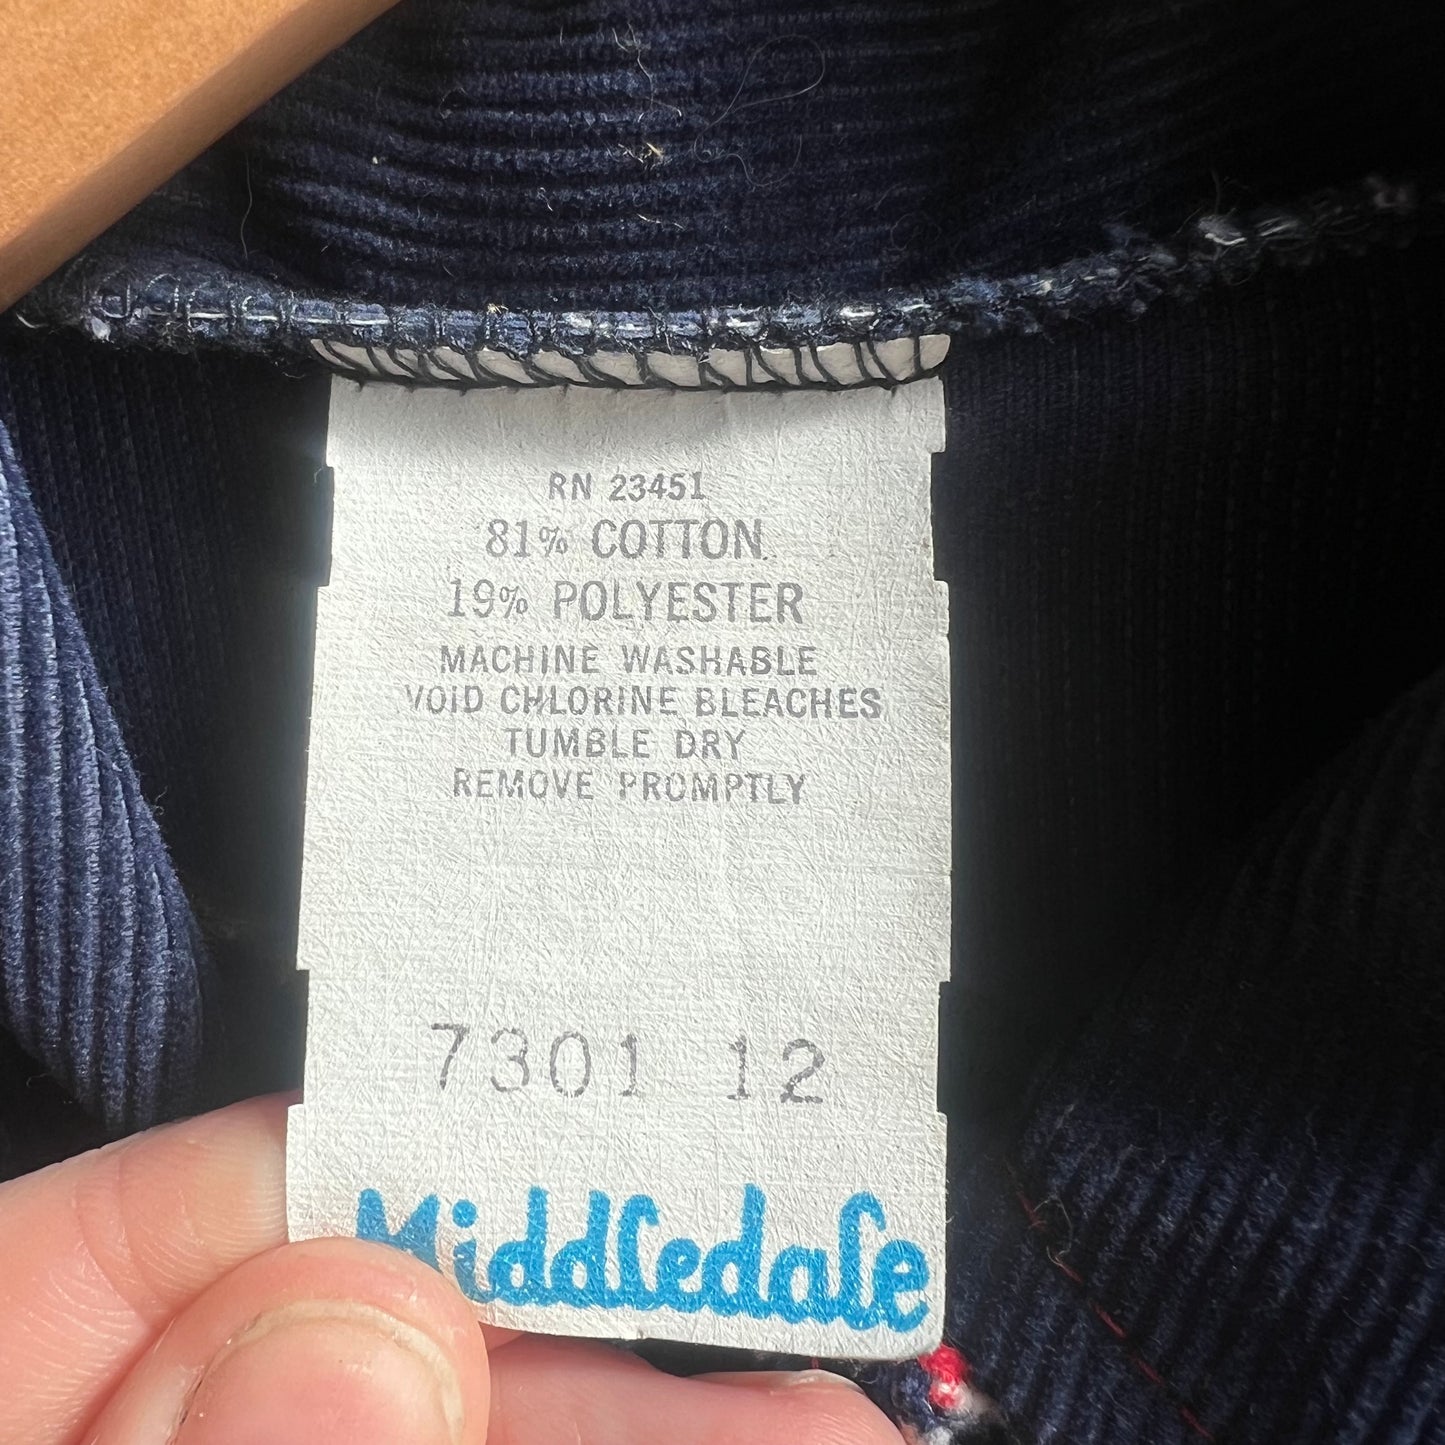 RN 23451
81% COTTON
19% POLYESTER
MACHINE WASHABLE
VOID CHLORINE BLEACHES
TUMBLE DRY
REMOVE PROMPTLY
7301 12
Middledale